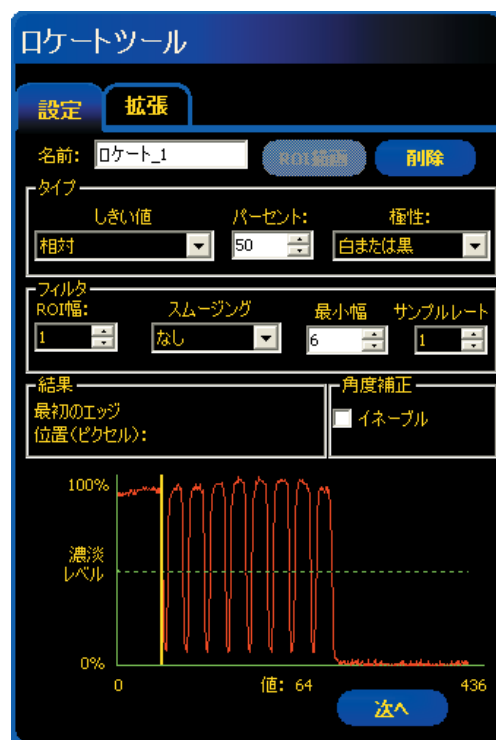 ロケートツール
設定 拡張
名前: ロケート_1 ROI描画 削除
タイプ
しきい値 パーセント: 極性:
相対 50 白または黒
フィルタ
ROI幅: スムージング 最小幅 サンプルレート
1 なし 6 1
結果 角度補正
最初のエッジ
位置(ピクセル): イネーブル
100%
濃淡
レベル
0%
0 値: 64 436
次へ